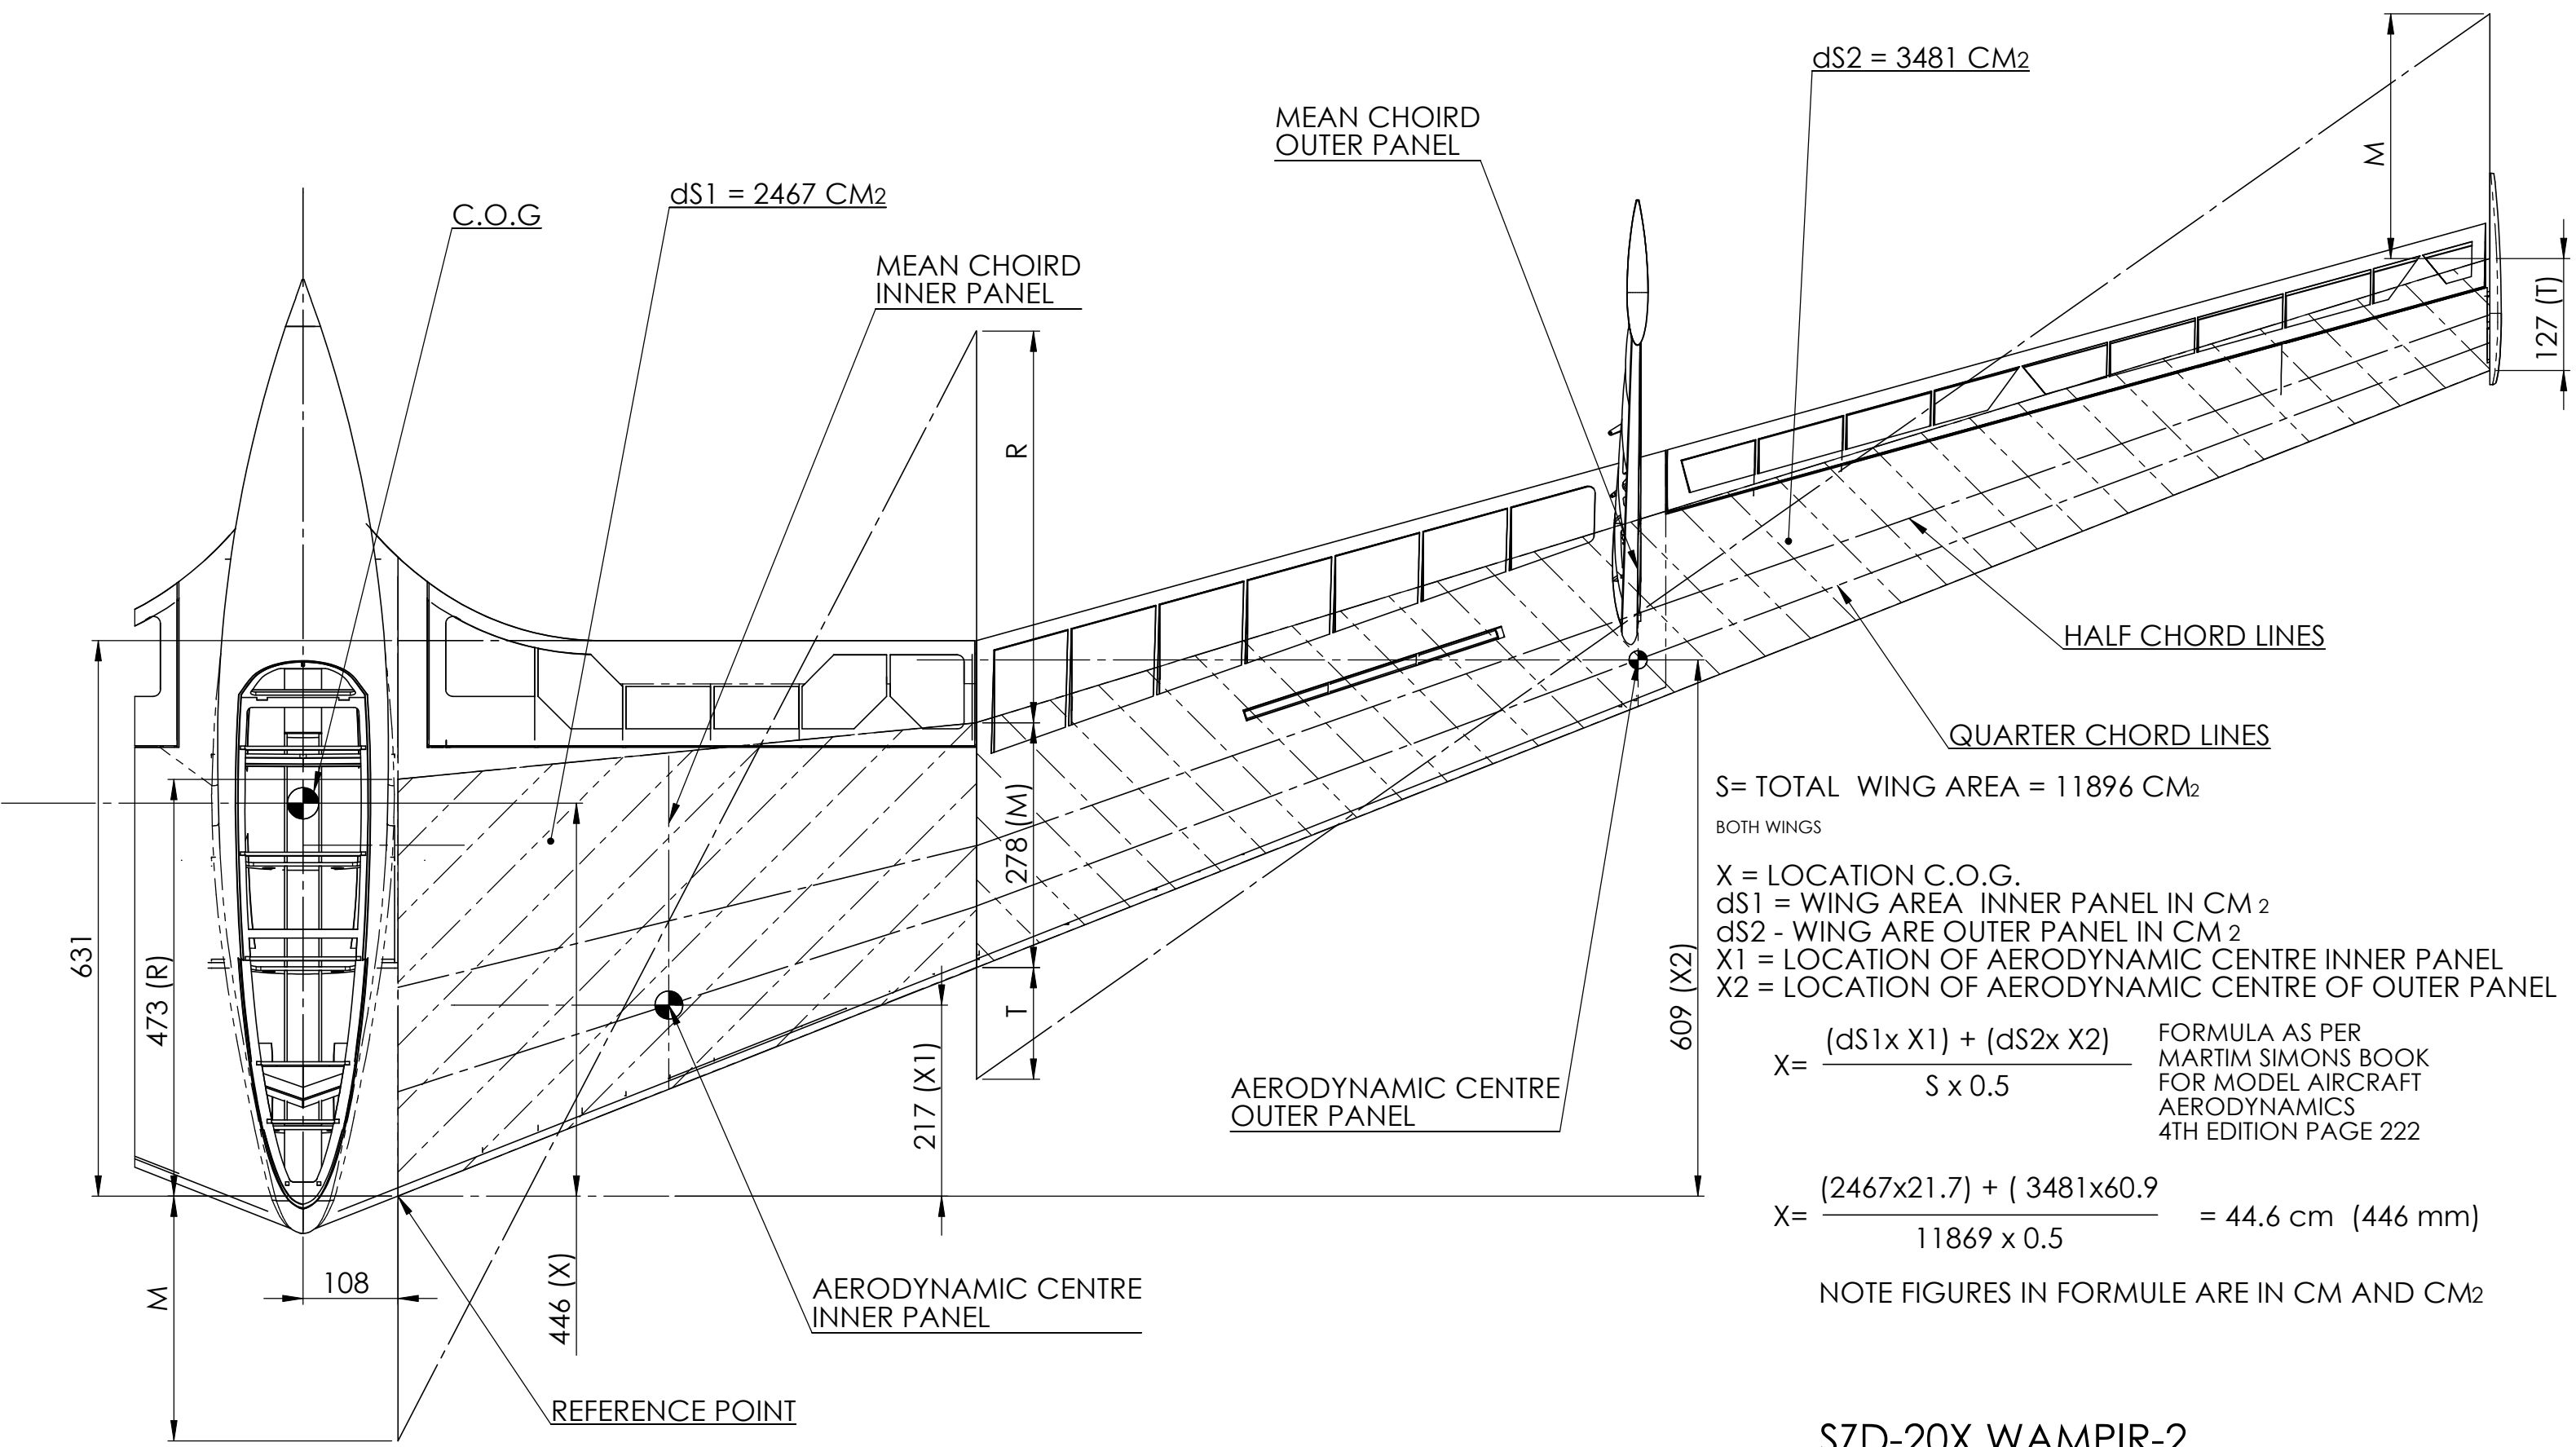 dS2 = 3481 CM2
M
MEAN CHOIRD
OUTER PANEL
dS1 = 2467 CM2
C.O.G
MEAN CHOIRD
INNER PANEL
127 (T)
R
HALF CHORD LINES
QUARTER CHORD LINES
278 (M)
S= TOTAL WING AREA = 11896 CM2
BOTH WINGS
X = LOCATION C.O.G.
dS1 = WING AREA INNER PANEL IN CM 2
dS2 - WING ARE OUTER PANEL IN CM 2
X1 = LOCATION OF AERODYNAMIC CENTRE INNER PANEL
X2 = LOCATION OF AERODYNAMIC CENTRE OF OUTER PANEL
631
473 (R)
T
609 (X2)
217 (X1)
X= (dS1x X1) + (dS2x X2)
S x 0.5
FORMULA AS PER
MARTIM SIMONS BOOK
FOR MODEL AIRCRAFT
AERODYNAMICS
4TH EDITION PAGE 222
AERODYNAMIC CENTRE
OUTER PANEL
X= (2467x21.7) + ( 3481x60.9
11869 x 0.5
= 44.6 cm (446 mm)
M
108
446 (X)
AERODYNAMIC CENTRE
INNER PANEL
NOTE FIGURES IN FORMULE ARE IN CM AND CM2
REFERENCE POINT
SZD-20X WAMPIR-2